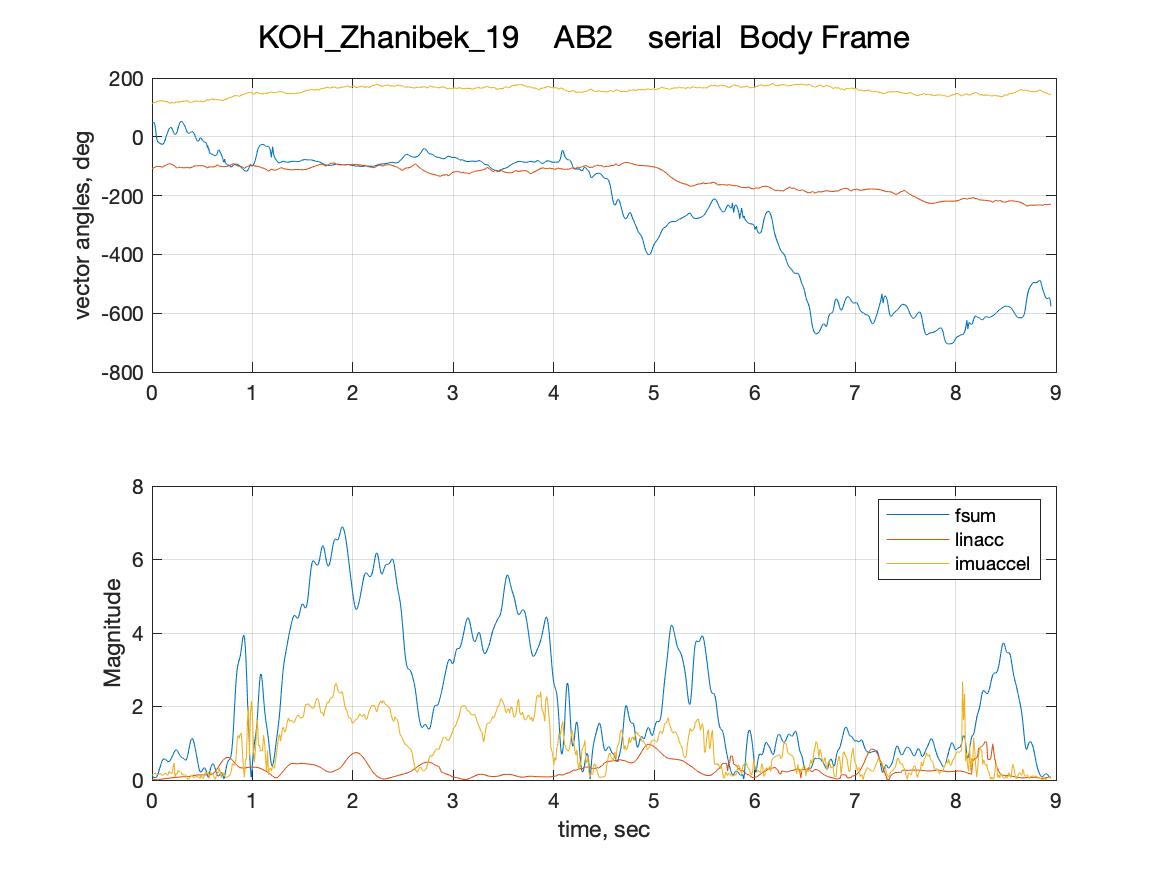 KOH_Zhanibek_19 AB2 serial Body Frame
200
0
-200
-400
-600
-800
vector angles, deg
0 1 2 3 4 5 6 7 8 9
8
6
4
2
0
Magnitude
fsum
linacc
imuaccel
0 1 2 3 4 5 6 7 8 9
time, sec